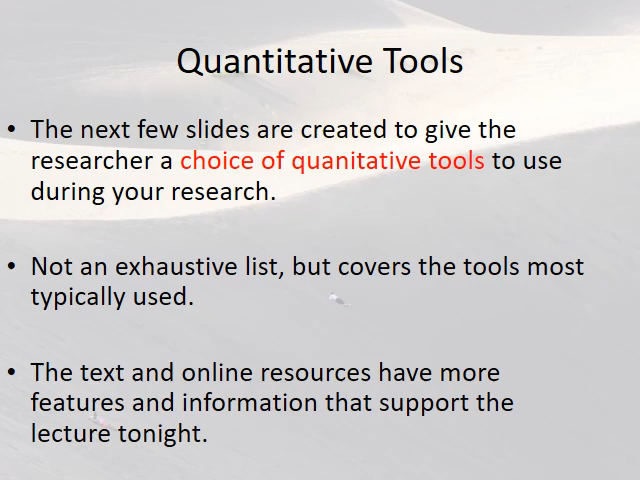 Quantitative Tools
• The next few slides are created to give the
researcher a choice of quanitative tools to use
during your research.
• Not an exhaustive list, but covers the tools most
typically used.
• The text and online resources have more
features and information that support the
lecture tonight.